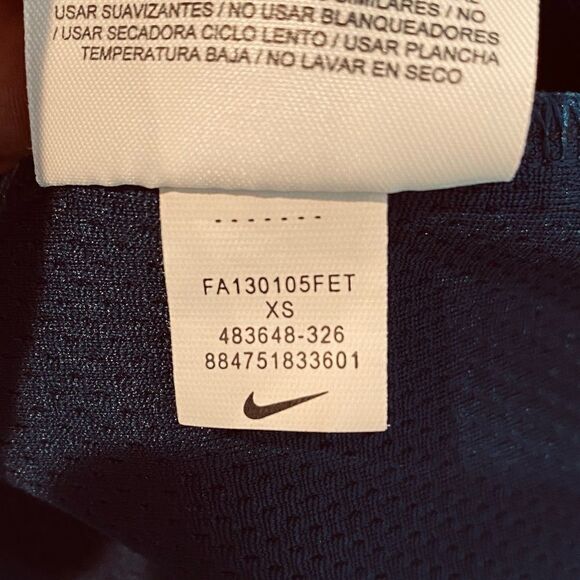 SIMILARES / NO
USAR SUAVIZANTES / NO USAR BLANQUEADORES
/ USAR SECADORA CICLO LENTO / USAR PLANCHA
TEMPERATURA BAJA / NO LAVAR EN SECO
FA130105FET
XS
483648-326
884751833601